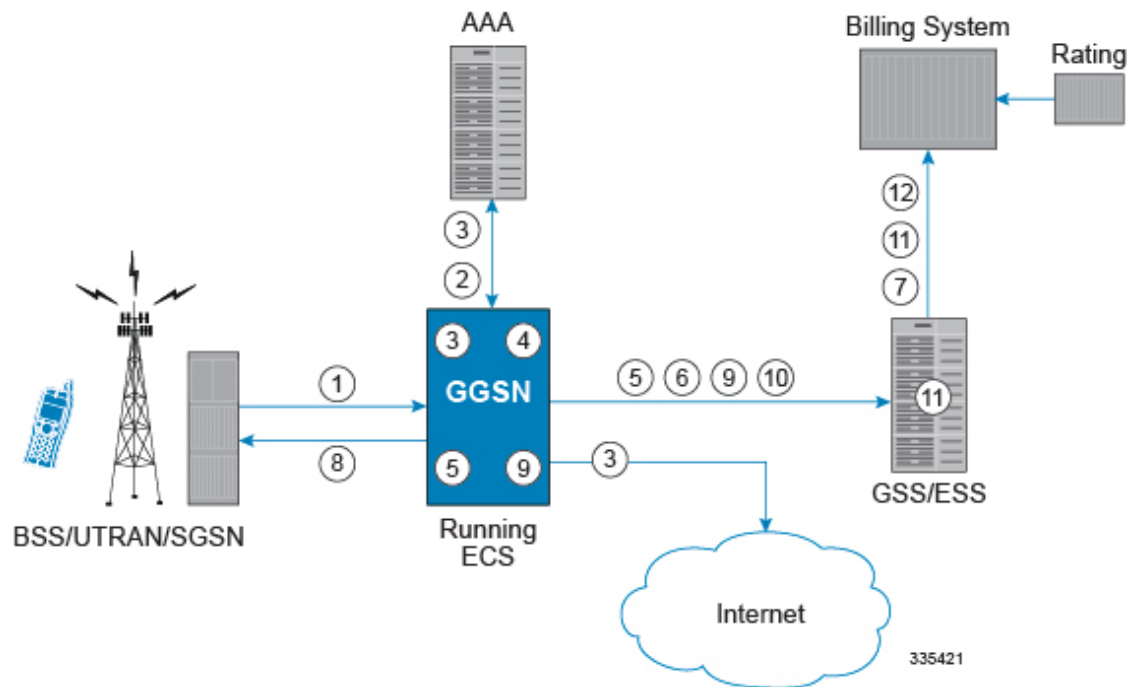 AAA
Billing System
Rating
3
2
12
11
7
3
4
GGSN
5
9
1
8
5 6 9 10
3
11
GSS/ESS
BSS/UTRAN/SGSN
Running
ECS
Internet
335421